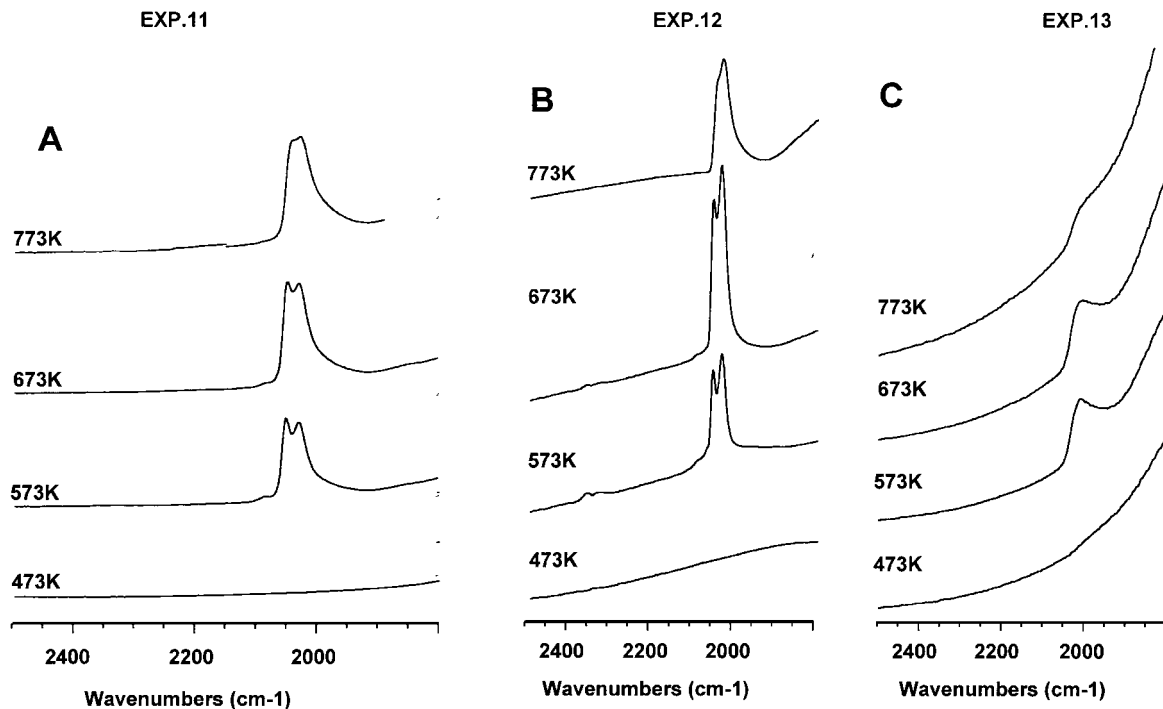 EXP.11
EXP.12
EXP.13
A
B
C
773K
673K
573K
473K
773K
673K
573K
473K
773K
673K
573K
473K
2400
2200
2000
2400
2200
2000
2400
2200
2000
Wavenumbers (cm-1)
Wavenumbers (cm-1)
Wavenumbers (cm-1)